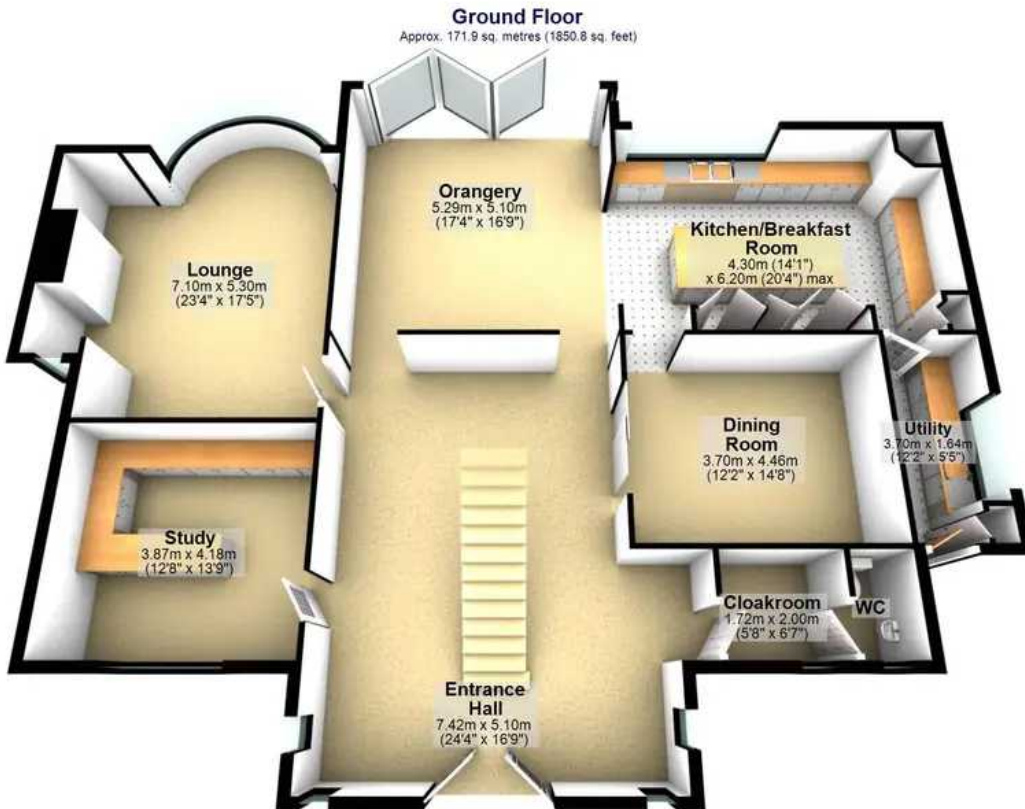 Ground Floor
Approx. 171.9 sq. metres (1850.8 sq. feet)
Orangery
5.29m x 5.10m
(17'4" x 16'9")
Kitchen/Breakfast
Room
4.30m (14'1")
x 6.20m (20'4") max
Lounge
7.10m x 5.30m
(23'4" x 17'5")
Dining
Room
3.70m x 4.46m
(12'2" x 14'8")
Utility
3.70m x 1.64m
(12'2" x 5'5")
Study
3.87m x 4.18m
(12'8" x 13'9")
Cloakroom
1.72m x 2.00m
(5'8" x 6'7")
WC
Entrance
Hall
7.42m x 5.10m
(24'4" x 16'9")